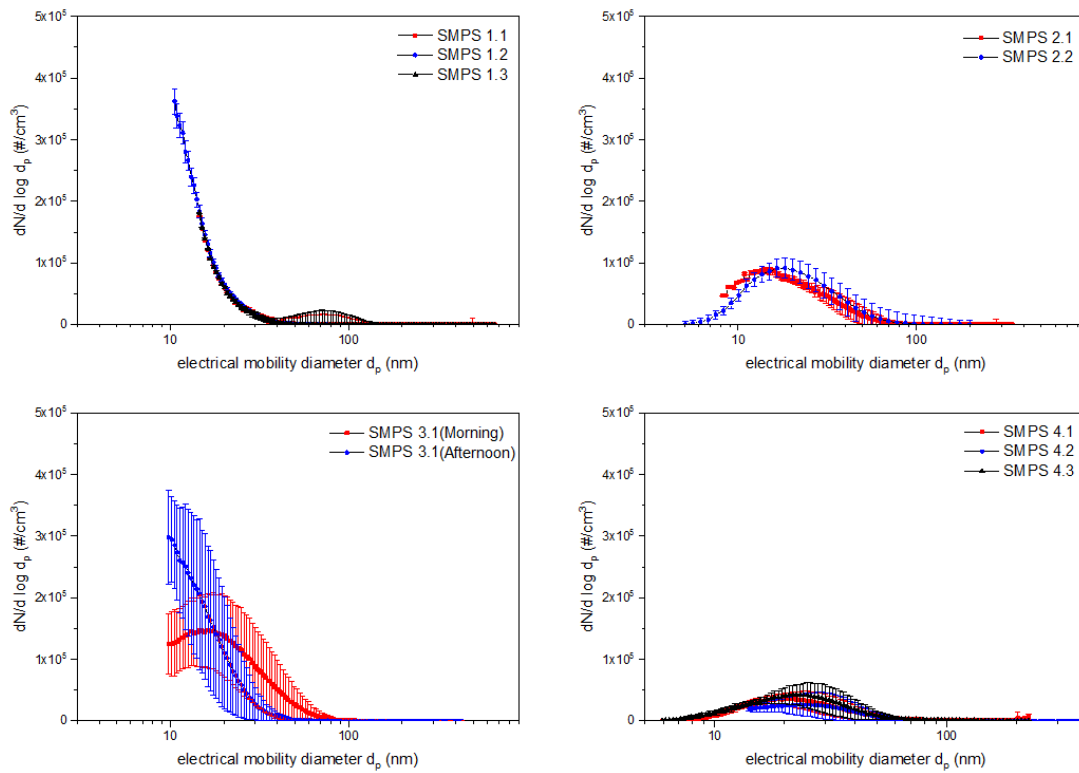 5x10⁵
4x10⁵
3x10⁵
2x10⁵
1x10⁵
0
dN/d log dₚ (#/cm³)
10
100
electrical mobility diameter dₚ (nm)
SMPS 1.1
SMPS 1.2
SMPS 1.3
5x10⁵
4x10⁵
3x10⁵
2x10⁵
1x10⁵
0
dN/d log dₚ (#/cm³)
10
100
electrical mobility diameter dₚ (nm)
SMPS 2.1
SMPS 2.2
5x10⁵
4x10⁵
3x10⁵
2x10⁵
1x10⁵
0
dN/d log dₚ (#/cm³)
10
100
electrical mobility diameter dₚ (nm)
SMPS 3.1(Morning)
SMPS 3.1(Afternoon)
5x10⁵
4x10⁵
3x10⁵
2x10⁵
1x10⁵
0
dN/d log dₚ (#/cm³)
10
100
electrical mobility diameter dₚ (nm)
SMPS 4.1
SMPS 4.2
SMPS 4.3